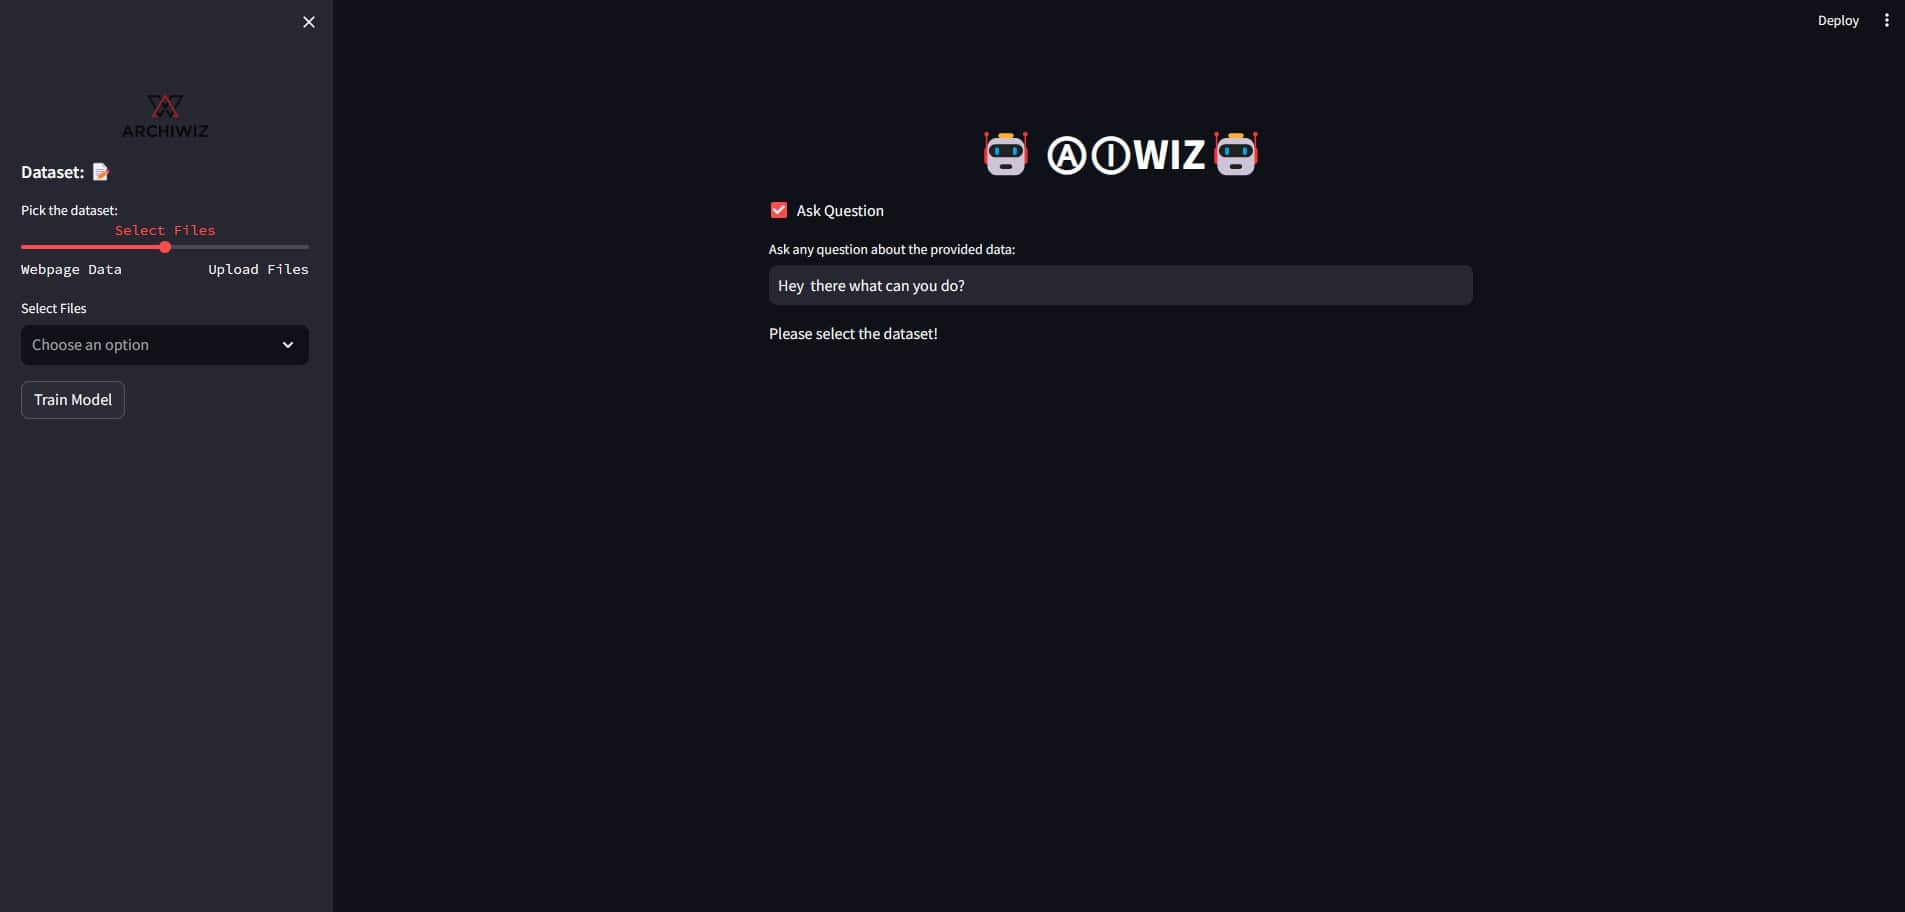 Deploy
ARCHIWIZ
Dataset: 📝
Pick the dataset:
Select Files
Webpage Data Upload Files
Select Files
Choose an option
Train Model
🤖 ⒶⒾWIZ🤖
Ask Question
Ask any question about the provided data:
Hey  there what can you do?
Please select the dataset!